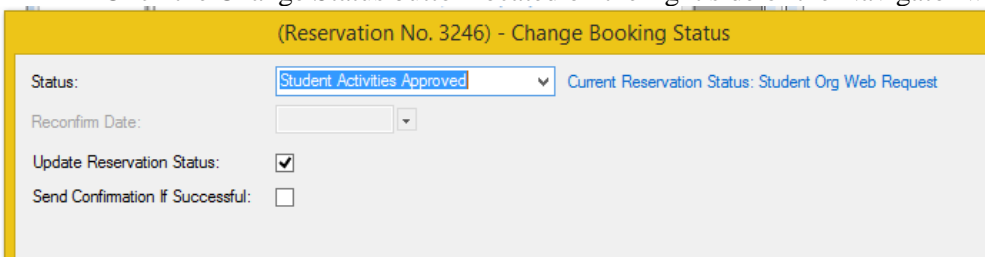 (Reservation No. 3246) - Change Booking Status
Status: Student Activities Approved Current Reservation Status: Student Org Web Request
Reconfirm Date:
Update Reservation Status:
Send Confirmation If Successful: